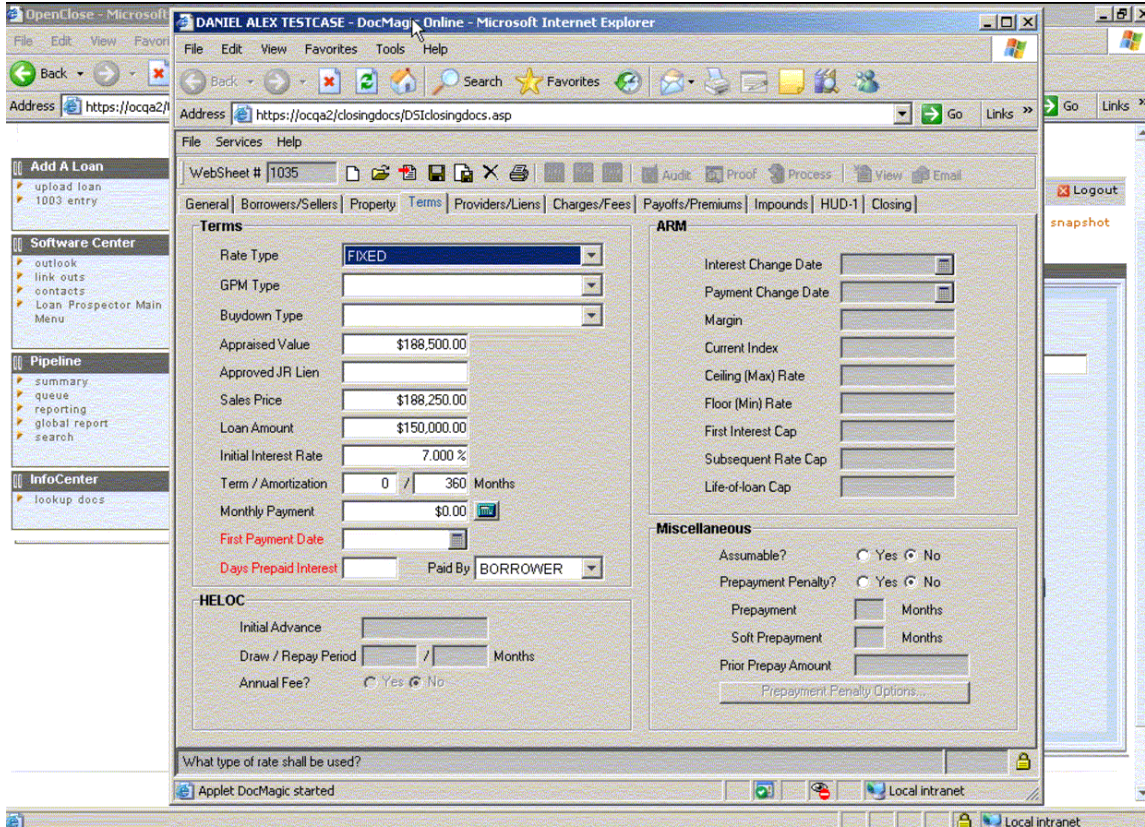 OpenClose - Microsoft
File Edit View Favori
Back
Address https://ocqa2/
Add A Loan
upload loan
1003 entry
Software Center
outlook
link outs
contacts
Loan Prospector Main
Menu
Pipeline
summary
queue
reporting
global report
search
InfoCenter
lookup docs
DANIEL ALEX TESTCASE - DocMagic Online - Microsoft Internet Explorer
File Edit View Favorites Tools Help
Back Search Favorites
Address https://ocqa2/closingdocs/DSIclosingdocs.asp Go Links »
File Services Help
WebSheet # 1035 Audit Proof Process View Email
General Borrowers/Sellers Property Terms Providers/Liens Charges/Fees Payoffs/Premiums Impounds HUD-1 Closing
Terms
Rate Type FIXED
GPM Type
Buydown Type
Appraised Value $188,500.00
Approved JR Lien
Sales Price $188,250.00
Loan Amount $150,000.00
Initial Interest Rate 7.000 %
Term / Amortization 0 / 360 Months
Monthly Payment $0.00
First Payment Date
Days Prepaid Interest Paid By BORROWER
HELOC
Initial Advance
Draw / Repay Period / Months
Annual Fee? Yes No
ARM
Interest Change Date
Payment Change Date
Margin
Current Index
Ceiling (Max) Rate
Floor (Min) Rate
First Interest Cap
Subsequent Rate Cap
Life-of-loan Cap
Miscellaneous
Assumable? Yes No
Prepayment Penalty? Yes No
Prepayment Months
Soft Prepayment Months
Prior Prepay Amount
Prepayment Penalty Options...
What type of rate shall be used?
Applet DocMagic started Local intranet
Go Links »
Logout
snapshot
Local intranet